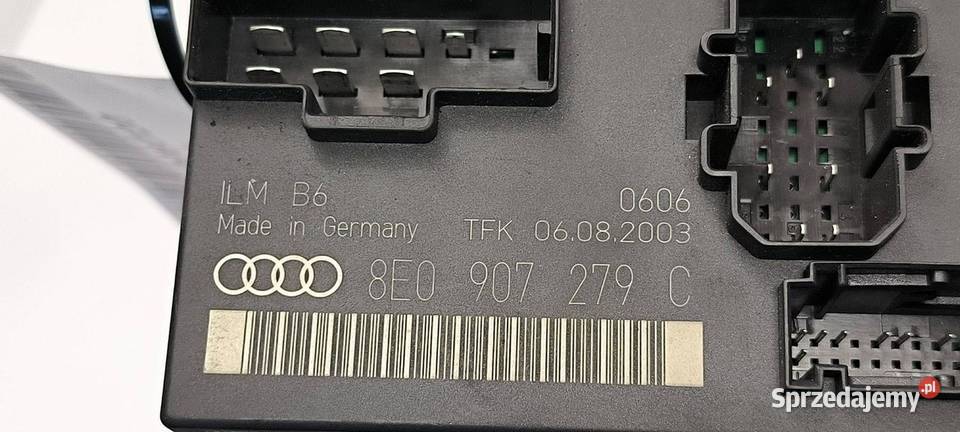 ILM B6 0606
Made in Germany TFK 06.08.2003
8E0 907 279 C
Sprzedajemy.pl